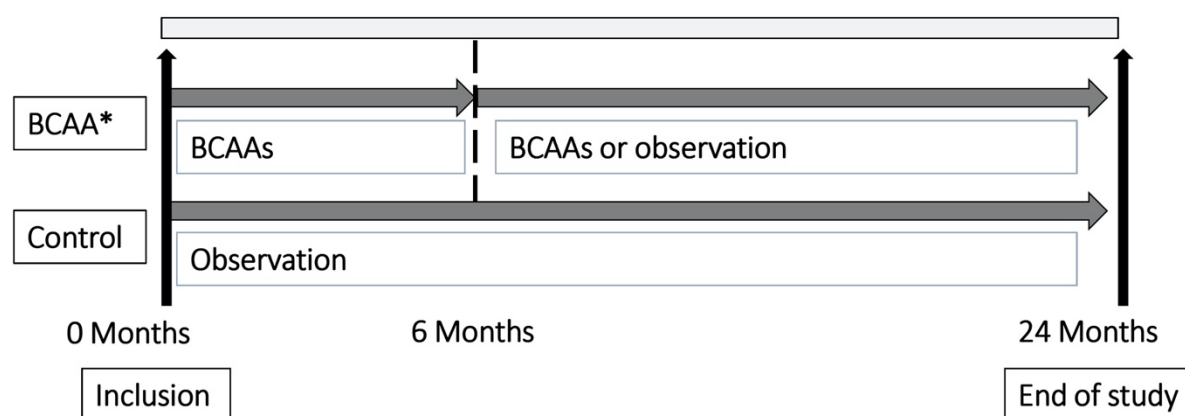 BCAA*
BCAAs
BCAAs or observation
Control
Observation
0 Months
6 Months
24 Months
Inclusion
End of study